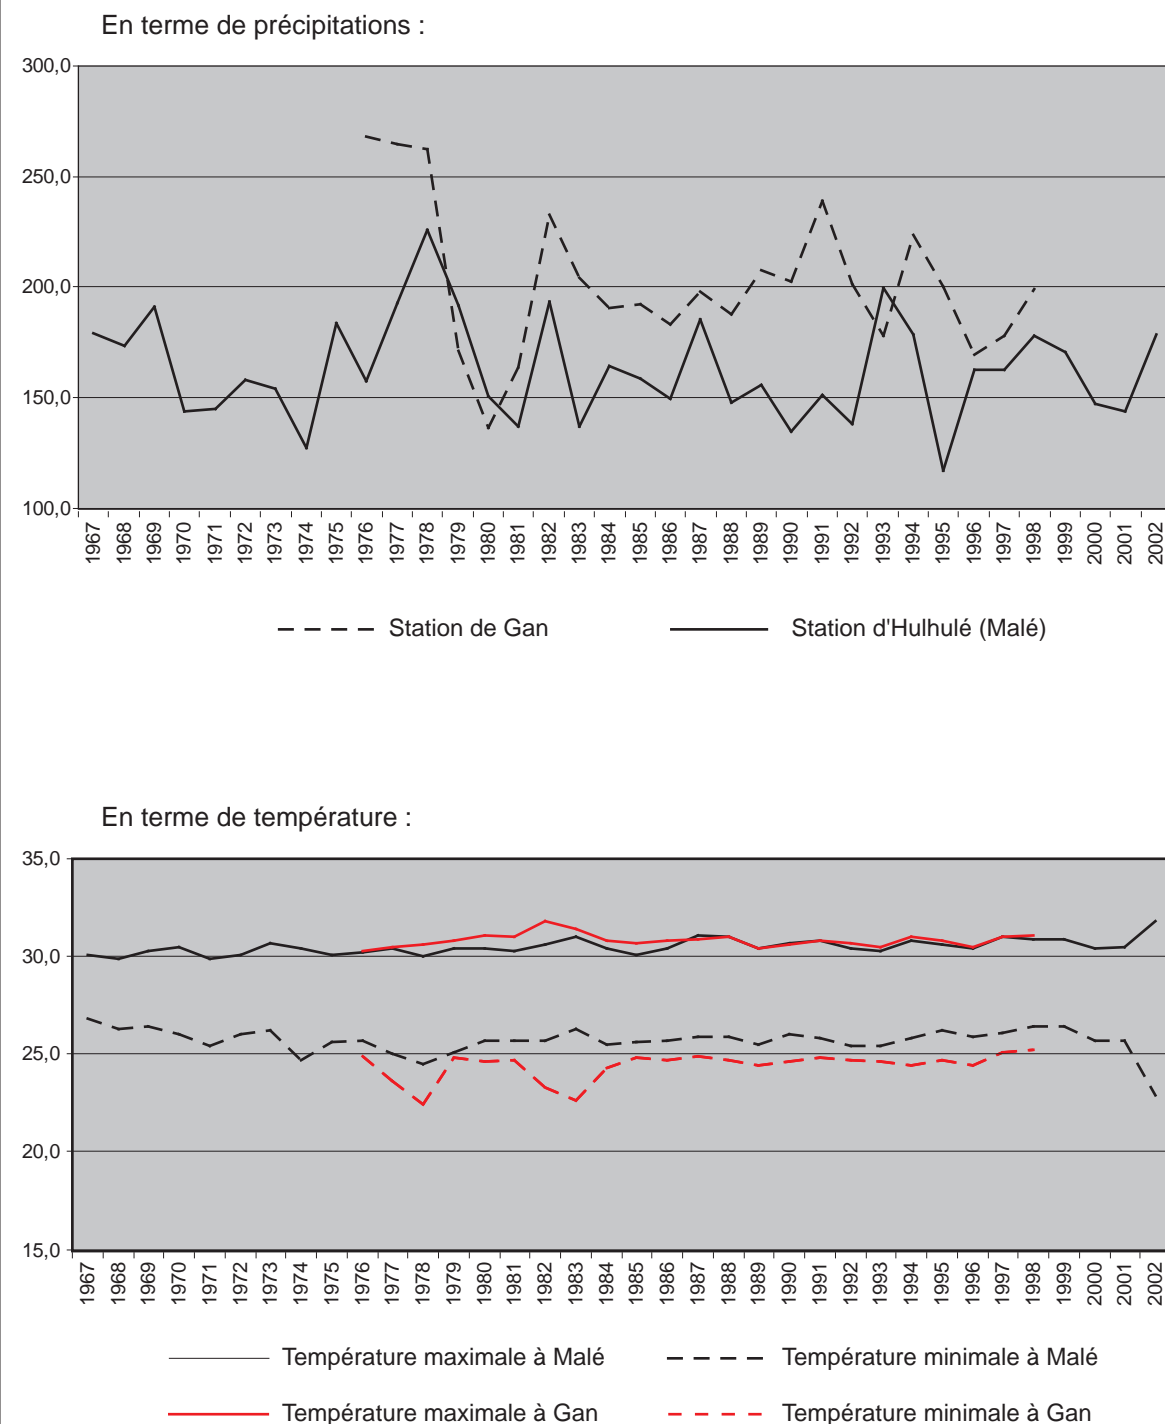 En terme de précipitations :
300,0
250,0
200,0
150,0
100,0
1967 1968 1969 1970 1971 1972 1973 1974 1975 1976 1977 1978 1979 1980 1981 1982 1983 1984 1985 1986 1987 1988 1989 1990 1991 1992 1993 1994 1995 1996 1997 1998 1999 2000 2001 2002
Station de Gan Station d'Hulhulé (Malé)
En terme de température :
35,0
30,0
25,0
20,0
15,0
1967 1968 1969 1970 1971 1972 1973 1974 1975 1976 1977 1978 1979 1980 1981 1982 1983 1984 1985 1986 1987 1988 1989 1990 1991 1992 1993 1994 1995 1996 1997 1998 1999 2000 2001 2002
Température maximale à Malé Température minimale à Malé
Température maximale à Gan Température minimale à Gan